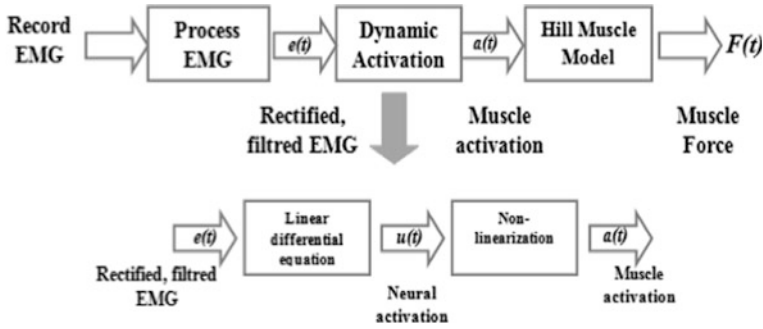 Record
EMG
Process
EMG
e(t)
Dynamic
Activation
a(t)
Hill Muscle
Model
F(t)
Rectified,
filtred EMG
Muscle
activation
Muscle
Force
e(t)
Linear
differential
equation
u(t)
Non-
linearization
a(t)
Rectified, filtred
EMG
Neural
activation
Muscle
activation